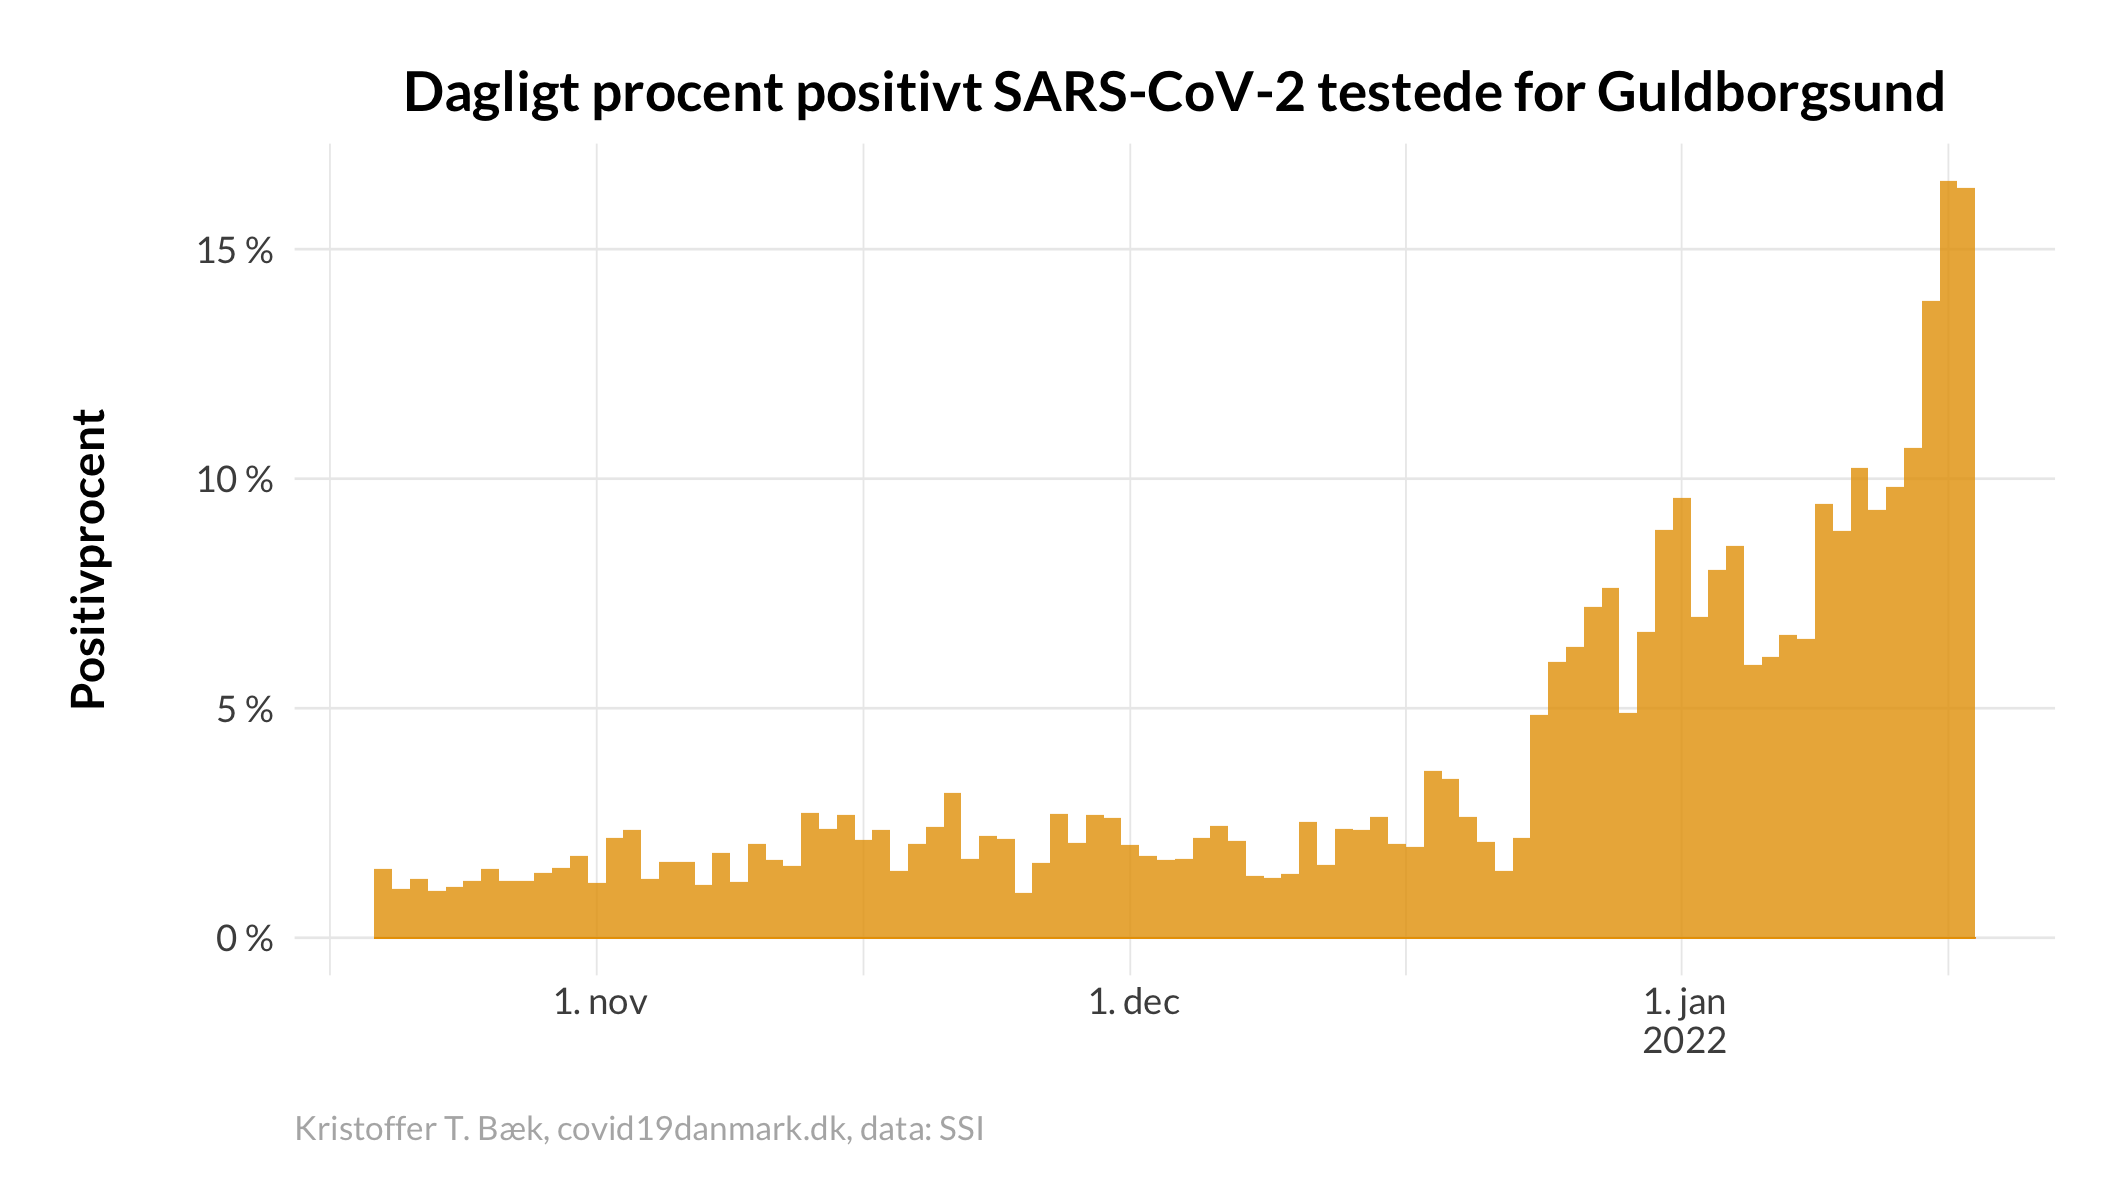 Dagligt procent positivt SARS-CoV-2 testede for Guldborgsund
Positivprocent
15 %
10 %
5 %
0 %
1. nov
1. dec
1. jan
2022
Kristoffer T. Bæk, covid19danmark.dk, data: SSI